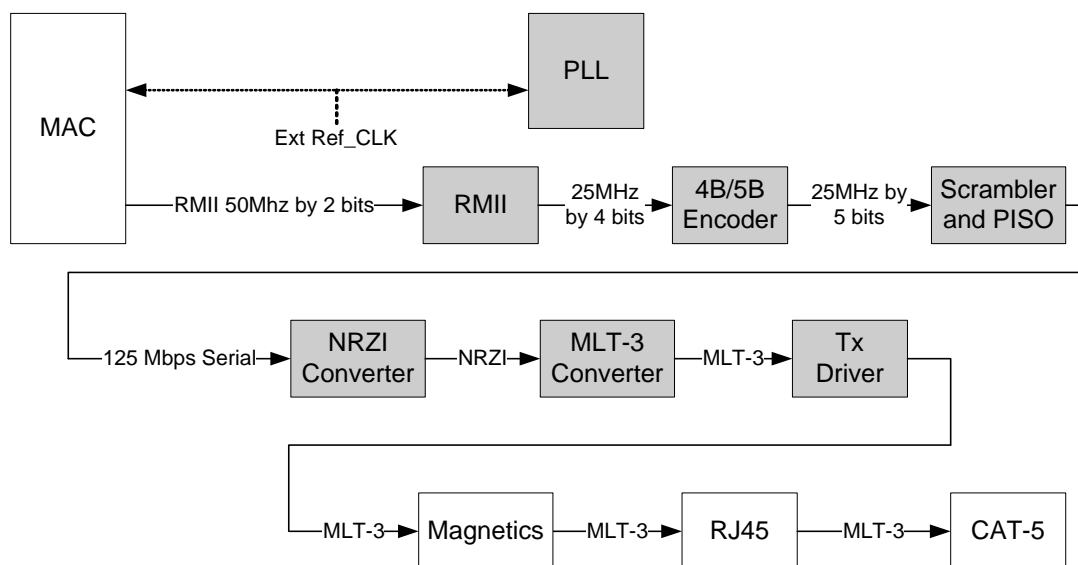 PLL
MAC
Ext Ref_CLK
RMII 50Mhz by 2 bits
RMII
25MHz
by 4 bits
4B/5B
Encoder
25MHz by
5 bits
Scrambler
and PISO
125 Mbps Serial
NRZI
Converter
NRZI
MLT-3
Converter
MLT-3
Tx
Driver
MLT-3
Magnetics
MLT-3
RJ45
MLT-3
CAT-5